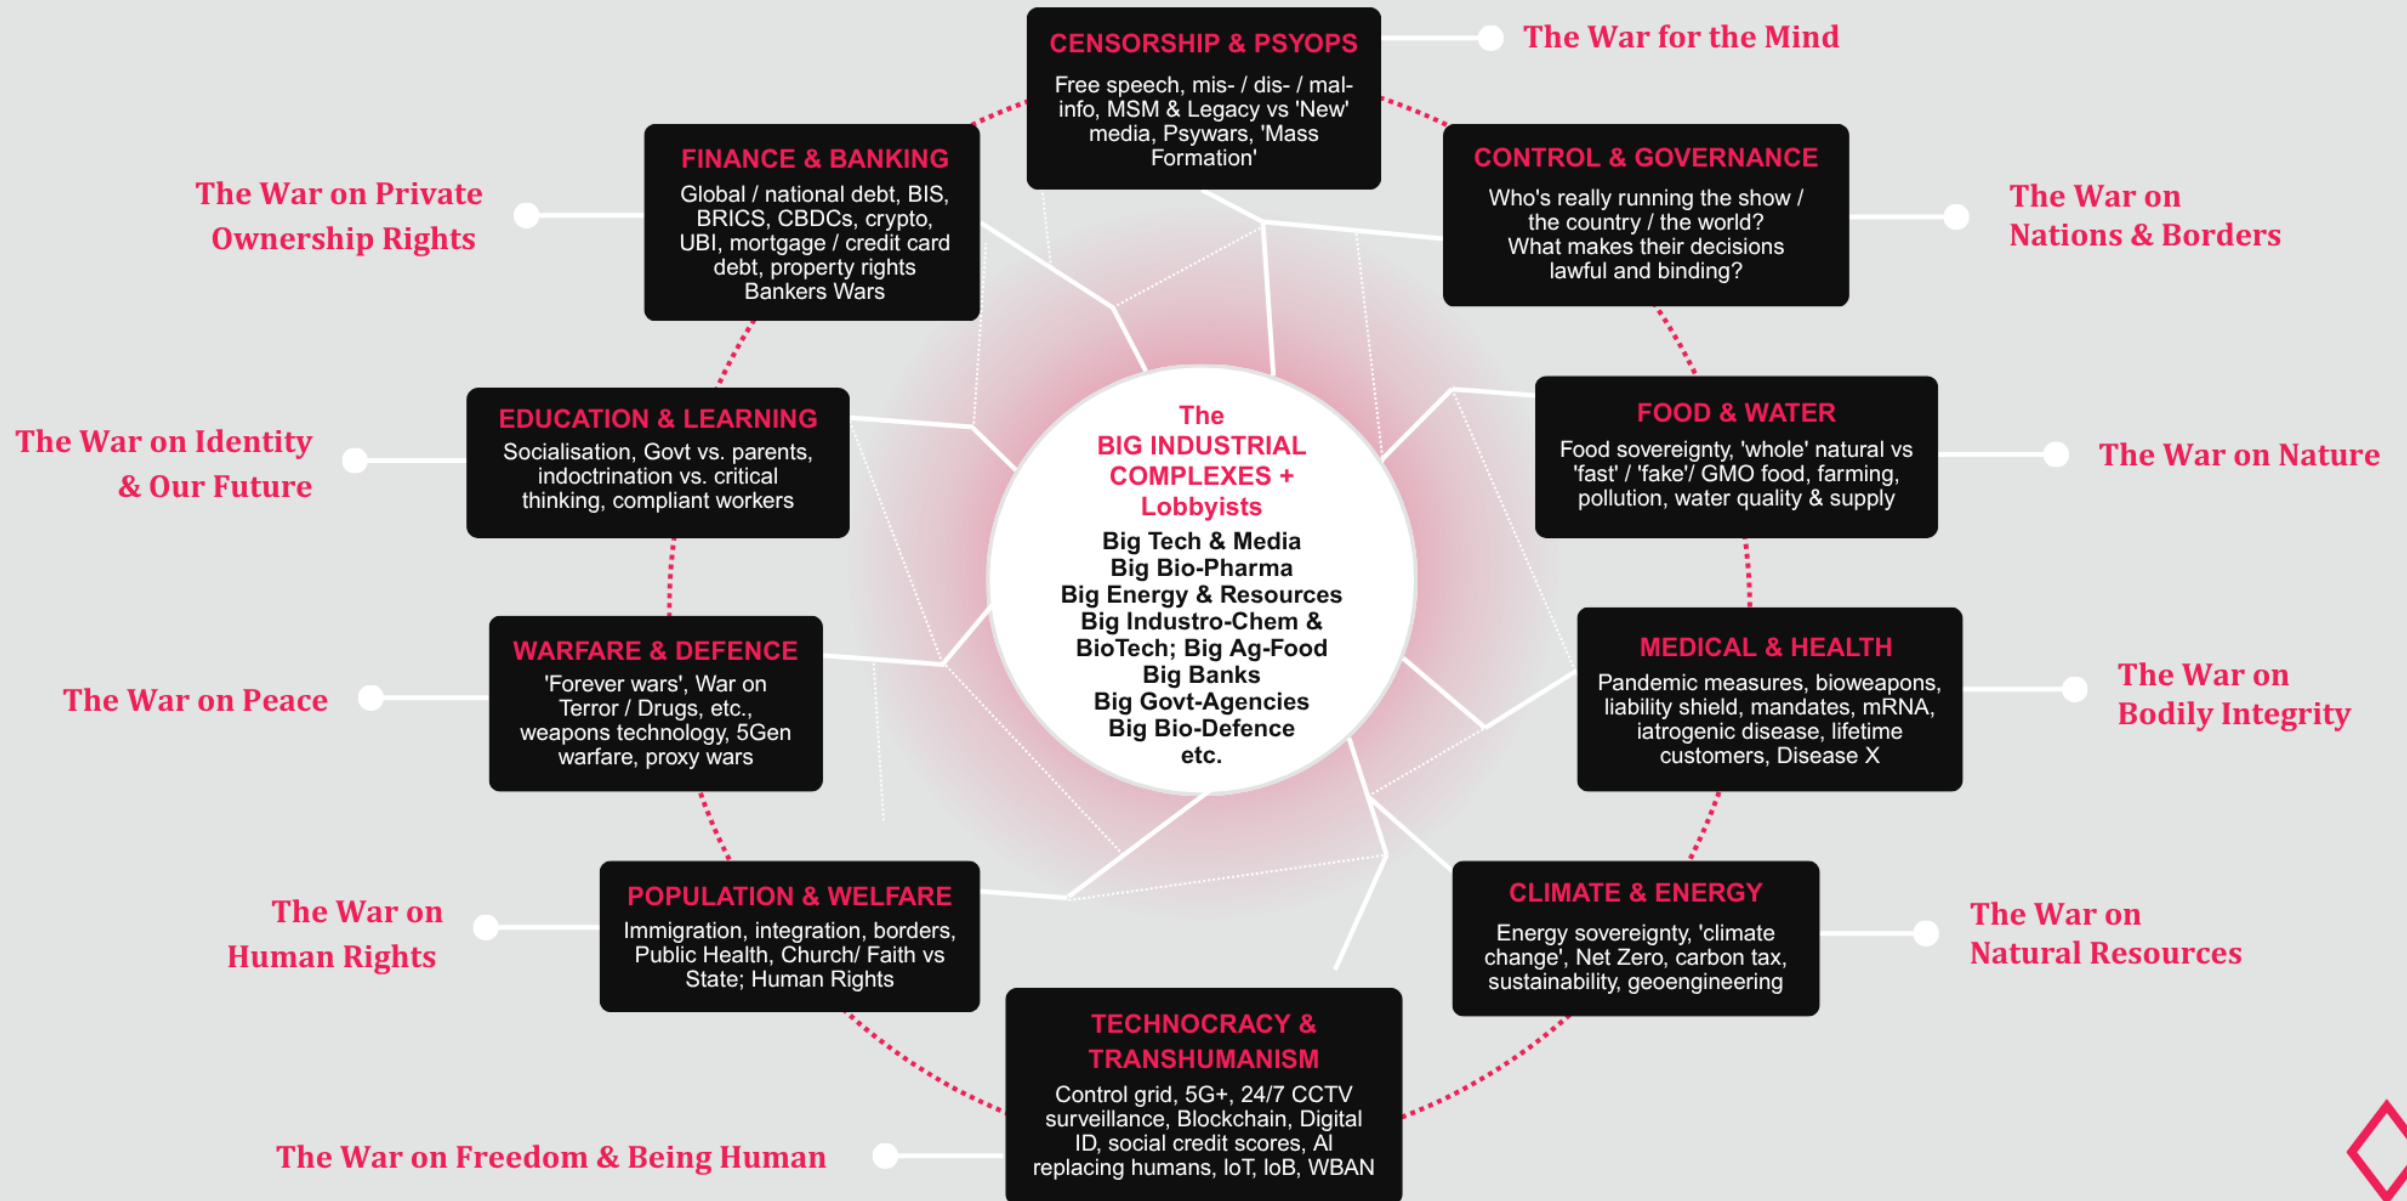 CENSORSHIP & PSYOPS
Free speech, mis- / dis- / mal-
info, MSM & Legacy vs 'New'
media, Psywars, 'Mass
Formation'
The War for the Mind
CONTROL & GOVERNANCE
Who's really running the show /
the country / the world?
What makes their decisions
lawful and binding?
The War on
Nations & Borders
FOOD & WATER
Food sovereignty, 'whole' natural vs
'fast' / 'fake'/ GMO food, farming,
pollution, water quality & supply
The War on Nature
MEDICAL & HEALTH
Pandemic measures, bioweapons,
liability shield, mandates, mRNA,
iatrogenic disease, lifetime
customers, Disease X
The War on
Bodily Integrity
CLIMATE & ENERGY
Energy sovereignty, 'climate
change', Net Zero, carbon tax,
sustainability, geoengineering
The War on
Natural Resources
TECHNOCRACY &
TRANSHUMANISM
Control grid, 5G+, 24/7 CCTV
surveillance, Blockchain, Digital
ID, social credit scores, AI
replacing humans, IoT, IoB, WBAN
The War on Freedom & Being Human
POPULATION & WELFARE
Immigration, integration, borders,
Public Health, Church/ Faith vs
State; Human Rights
The War on
Human Rights
WARFARE & DEFENCE
'Forever wars', War on
Terror / Drugs, etc.,
weapons technology, 5Gen
warfare, proxy wars
The War on Peace
EDUCATION & LEARNING
Socialisation, Govt vs. parents,
indoctrination vs. critical
thinking, compliant workers
The War on Identity
& Our Future
FINANCE & BANKING
Global / national debt, BIS,
BRICS, CBDCs, crypto,
UBI, mortgage / credit card
debt, property rights
Bankers Wars
The War on Private
Ownership Rights
The
BIG INDUSTRIAL
COMPLEXES +
Lobbyists
Big Tech & Media
Big Bio-Pharma
Big Energy & Resources
Big Industro-Chem &
BioTech; Big Ag-Food
Big Banks
Big Govt-Agencies
Big Bio-Defence
etc.